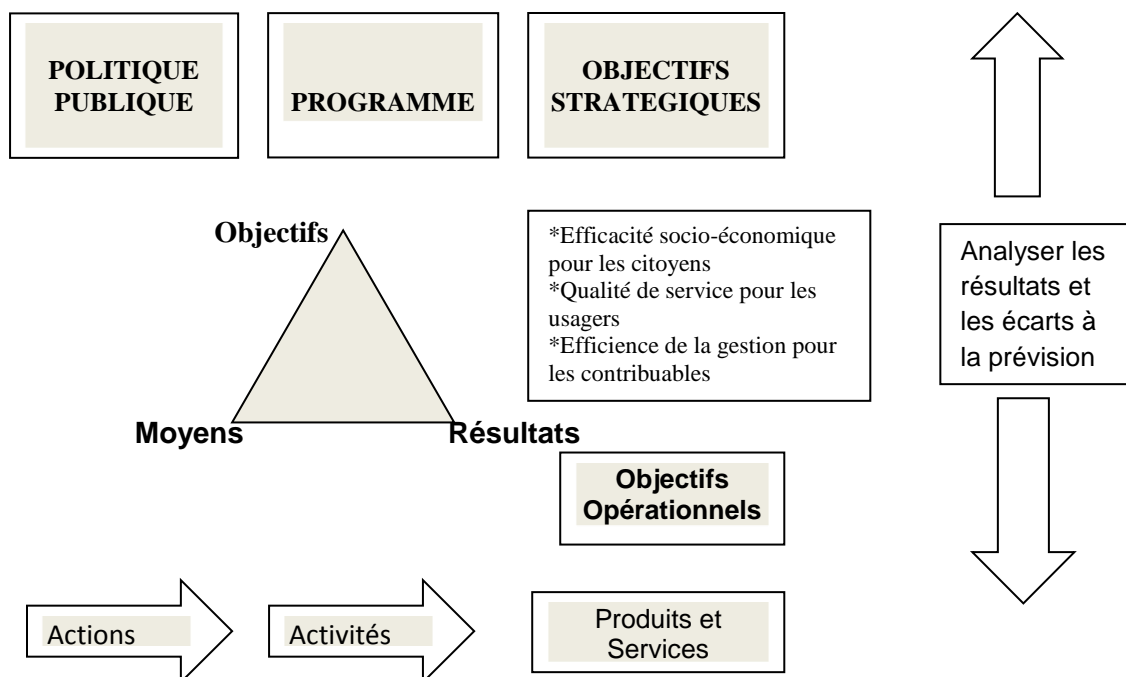 POLITIQUE
PUBLIQUE
PROGRAMME
OBJECTIFS
STRATEGIQUES
Objectifs
*Efficacité socio-économique
pour les citoyens
*Qualité de service pour les
usagers
*Efficience de la gestion pour
les contribuables
Analyser les
résultats et
les écarts à
la prévision
Moyens
Résultats
Objectifs
Opérationnels
Actions
Activités
Produits et
Services